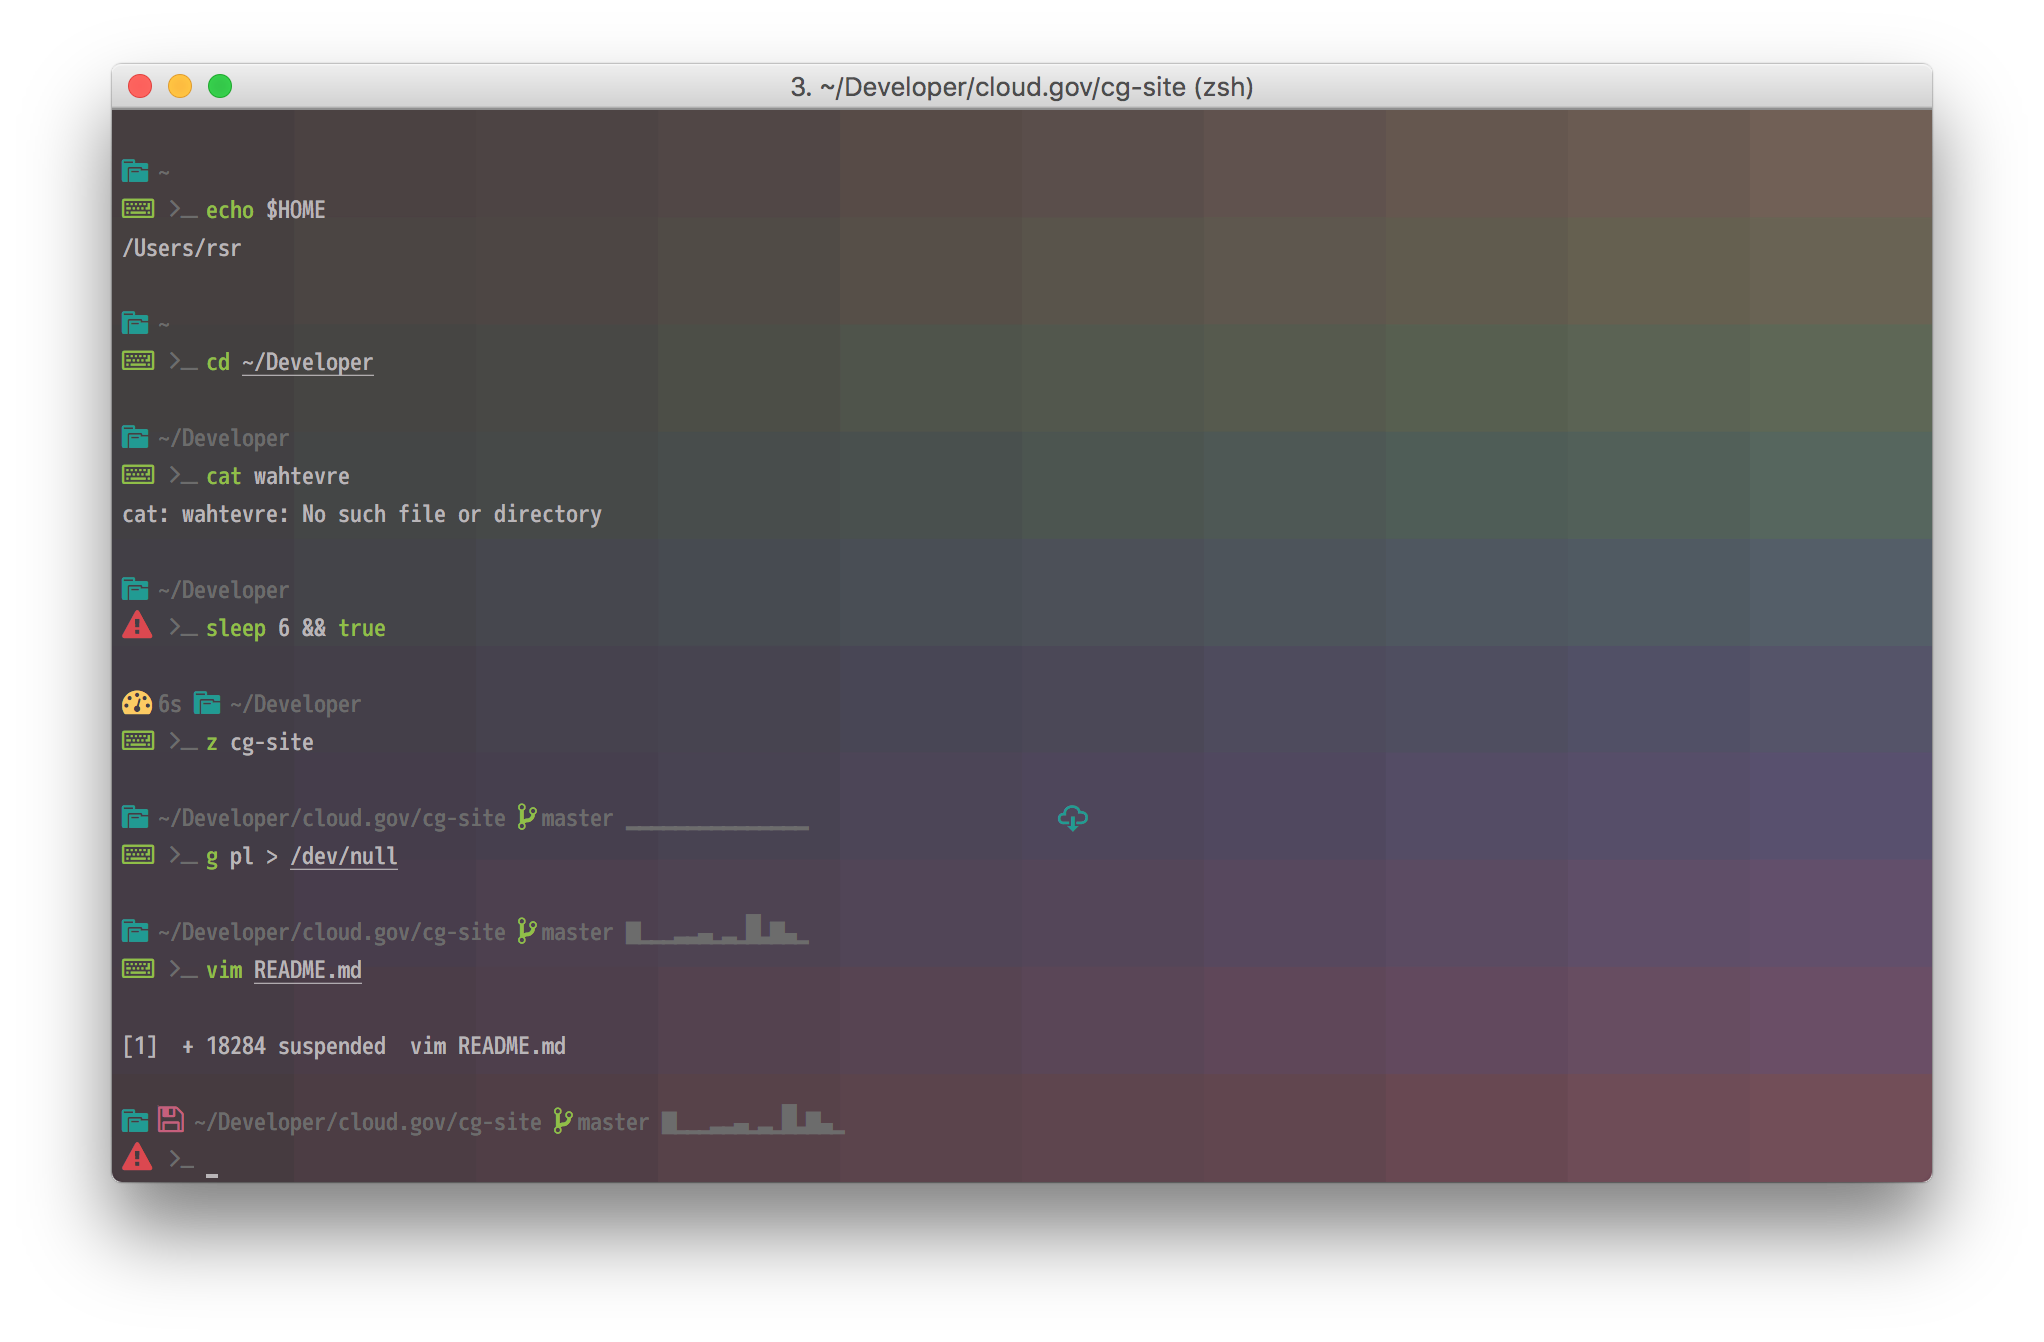 3. ~/Developer/cloud.gov/cg-site (zsh)
~
>_ echo $HOME
/Users/rsr
~
>_ cd ~/Developer
~/Developer
>_ cat wahtevre
cat: wahtevre: No such file or directory
~/Developer
>_ sleep 6 && true
6s ~/Developer
>_ z cg-site
~/Developer/cloud.gov/cg-site master
>_ g pl > /dev/null
~/Developer/cloud.gov/cg-site master
>_ vim README.md
[1]  + 18284 suspended  vim README.md
~/Developer/cloud.gov/cg-site master
>_